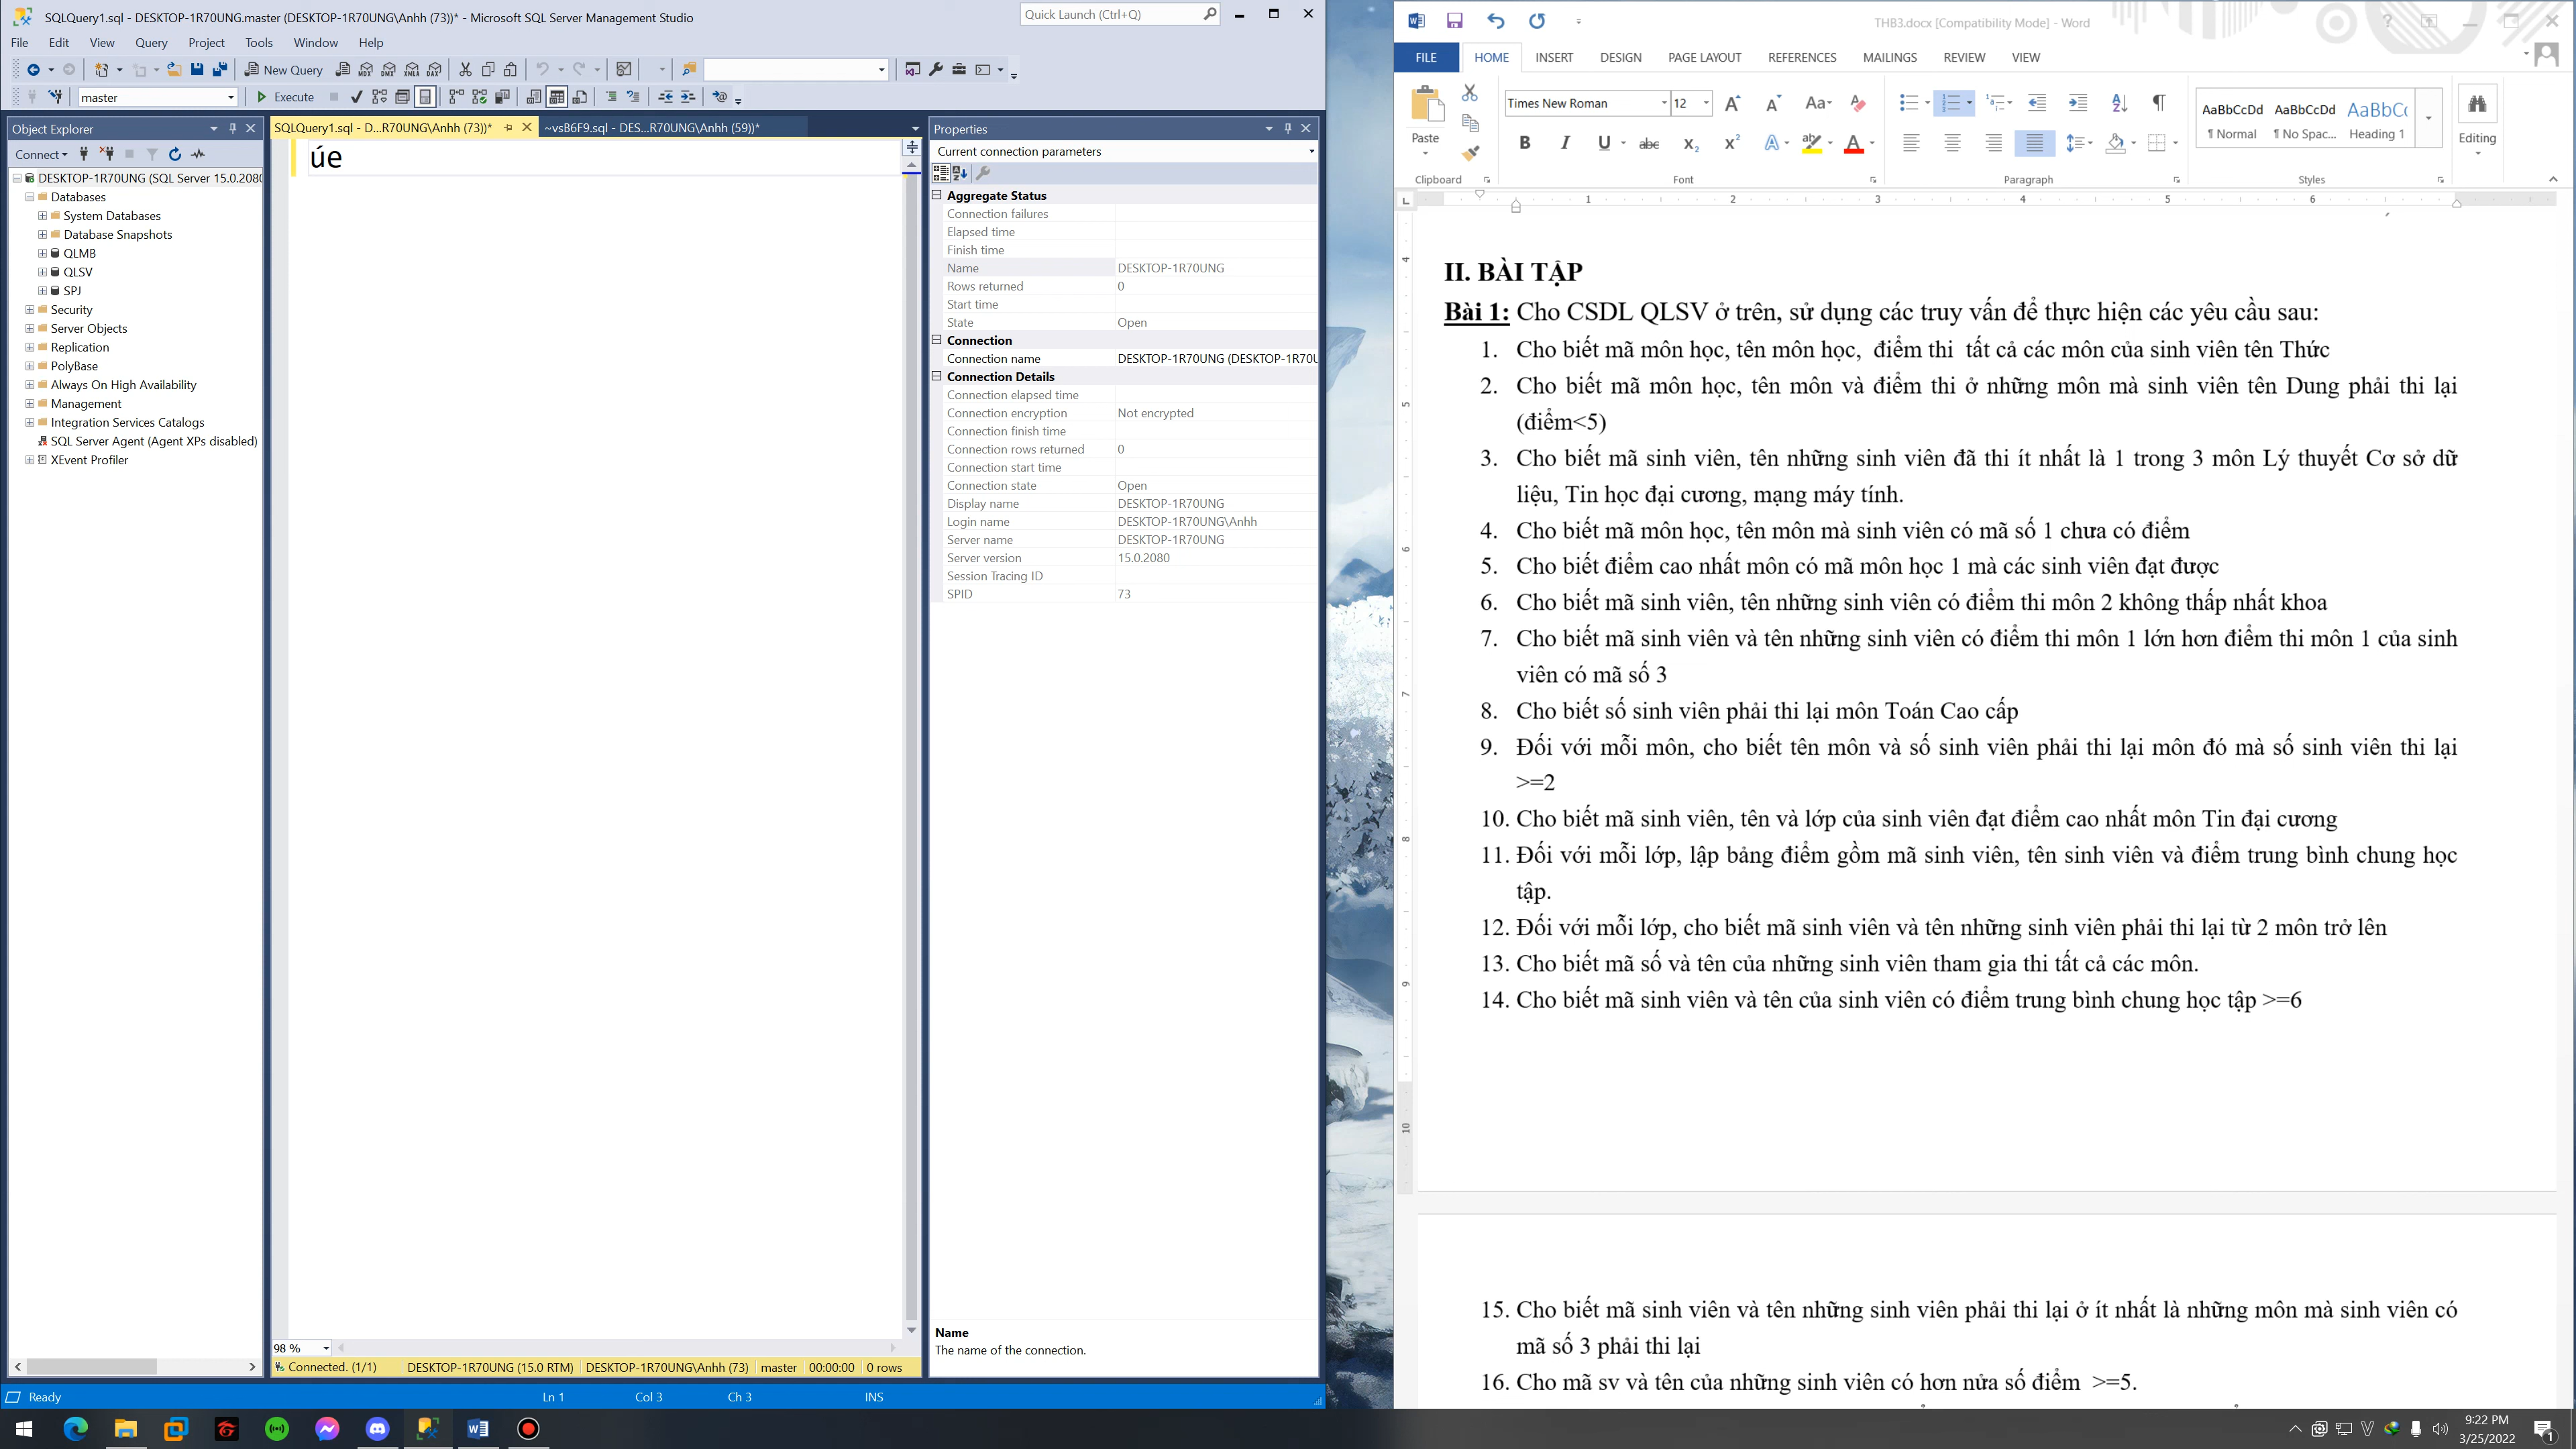 SQLQuery1.sql - DESKTOP-1R70UNG.master (DESKTOP-1R70UNG\Anhh (73))* - Microsoft SQL Server Management Studio
Quick Launch (Ctrl+Q)
File Edit View Query Project Tools Window Help
New Query
master
Execute
Object Explorer
Connect
DESKTOP-1R70UNG (SQL Server 15.0.2080
Databases
System Databases
Database Snapshots
QLMB
QLSV
SPJ
Security
Server Objects
Replication
PolyBase
Always On High Availability
Management
Integration Services Catalogs
SQL Server Agent (Agent XPs disabled)
XEvent Profiler
SQLQuery1.sql - D...R70UNG\Anhh (73))*
~vsB6F9.sql - DES...R70UNG\Anhh (59))*
úe
98 %
Connected. (1/1)
DESKTOP-1R70UNG (15.0 RTM)
DESKTOP-1R70UNG\Anhh (73)
master
00:00:00
0 rows
Properties
Current connection parameters
Aggregate Status
Connection failures
Elapsed time
Finish time
Name DESKTOP-1R70UNG
Rows returned 0
Start time
State Open
Connection
Connection name DESKTOP-1R70UNG (DESKTOP-1R70U
Connection Details
Connection elapsed time
Connection encryption Not encrypted
Connection finish time
Connection rows returned 0
Connection start time
Connection state Open
Display name DESKTOP-1R70UNG
Login name DESKTOP-1R70UNG\Anhh
Server name DESKTOP-1R70UNG
Server version 15.0.2080
Session Tracing ID
SPID 73
Name
The name of the connection.
Ready
Ln 1
Col 3
Ch 3
INS
THB3.docx [Compatibility Mode] - Word
FILE HOME INSERT DESIGN PAGE LAYOUT REFERENCES MAILINGS REVIEW VIEW
Paste
Clipboard
Times New Roman
12
Font
Paragraph
AaBbCcDd AaBbCcDd AaBbCc
¶ Normal ¶ No Spac... Heading 1
Styles
Editing
1 2 3 4 5 6
4
5
6
7
8
9
10
II. BÀI TẬP
Bài 1: Cho CSDL QLSV ở trên, sử dụng các truy vấn để thực hiện các yêu cầu sau:
1. Cho biết mã môn học, tên môn học, điểm thi tất cả các môn của sinh viên tên Thức
2. Cho biết mã môn học, tên môn và điểm thi ở những môn mà sinh viên tên Dung phải thi lại
(điểm<5)
3. Cho biết mã sinh viên, tên những sinh viên đã thi ít nhất là 1 trong 3 môn Lý thuyết Cơ sở dữ
liệu, Tin học đại cương, mạng máy tính.
4. Cho biết mã môn học, tên môn mà sinh viên có mã số 1 chưa có điểm
5. Cho biết điểm cao nhất môn có mã môn học 1 mà các sinh viên đạt được
6. Cho biết mã sinh viên, tên những sinh viên có điểm thi môn 2 không thấp nhất khoa
7. Cho biết mã sinh viên và tên những sinh viên có điểm thi môn 1 lớn hơn điểm thi môn 1 của sinh
viên có mã số 3
8. Cho biết số sinh viên phải thi lại môn Toán Cao cấp
9. Đối với mỗi môn, cho biết tên môn và số sinh viên phải thi lại môn đó mà số sinh viên thi lại
>=2
10. Cho biết mã sinh viên, tên và lớp của sinh viên đạt điểm cao nhất môn Tin đại cương
11. Đối với mỗi lớp, lập bảng điểm gồm mã sinh viên, tên sinh viên và điểm trung bình chung học
tập.
12. Đối với mỗi lớp, cho biết mã sinh viên và tên những sinh viên phải thi lại từ 2 môn trở lên
13. Cho biết mã số và tên của những sinh viên tham gia thi tất cả các môn.
14. Cho biết mã sinh viên và tên của sinh viên có điểm trung bình chung học tập >=6
15. Cho biết mã sinh viên và tên những sinh viên phải thi lại ở ít nhất là những môn mà sinh viên có
mã số 3 phải thi lại
16. Cho mã sv và tên của những sinh viên có hơn nửa số điểm >=5.
9:22 PM
3/25/2022
1